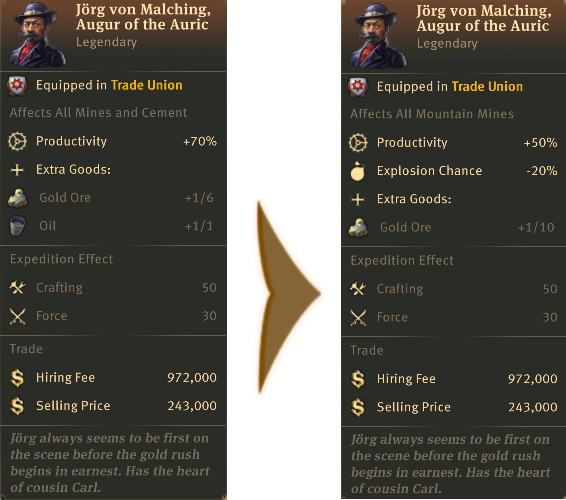 Jörg von Malching,
Augur of the Auric
Legendary
Equipped in Trade Union
Affects All Mines and Cement
Productivity +70%
Extra Goods:
Gold Ore +1/6
Oil +1/1
Expedition Effect
Crafting 50
Force 30
Trade
Hiring Fee 972,000
Selling Price 243,000
Jörg always seems to be first on
the scene before the gold rush
begins in earnest. Has the heart
of cousin Carl.
Jörg von Malching,
Augur of the Auric
Legendary
Equipped in Trade Union
Affects All Mountain Mines
Productivity +50%
Explosion Chance -20%
Extra Goods:
Gold Ore +1/10
Expedition Effect
Crafting 50
Force 30
Trade
Hiring Fee 972,000
Selling Price 243,000
Jörg always seems to be first on
the scene before the gold rush
begins in earnest. Has the heart
of cousin Carl.